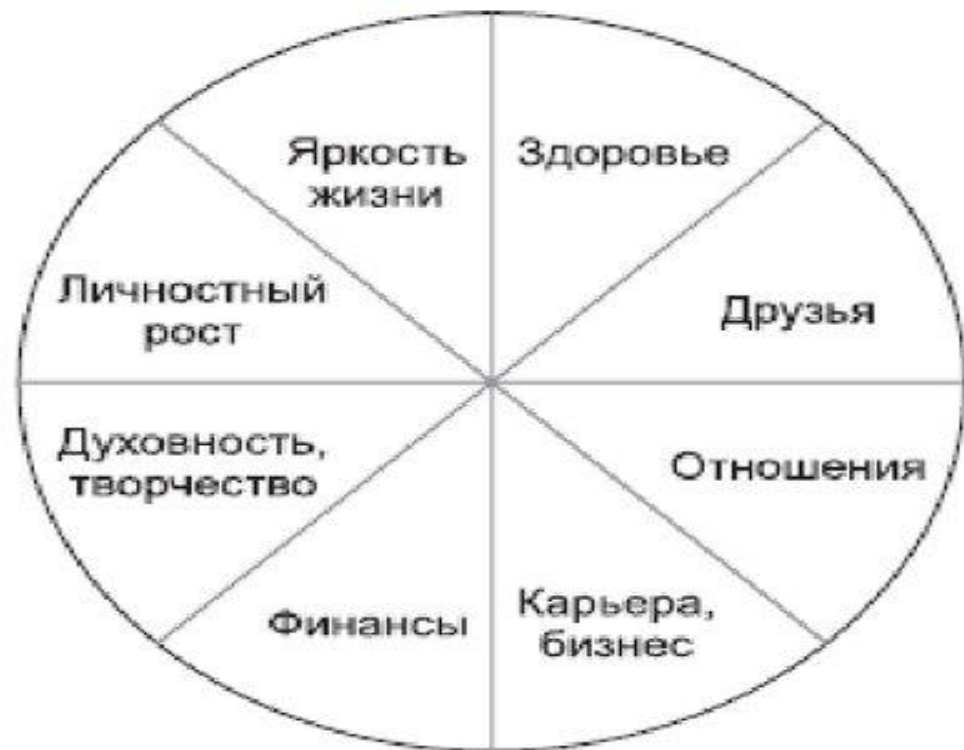 Яркость
жизни
Здоровье
Личностный
рост
Друзья
Духовность,
творчество
Отношения
Финансы
Карьера,
бизнес